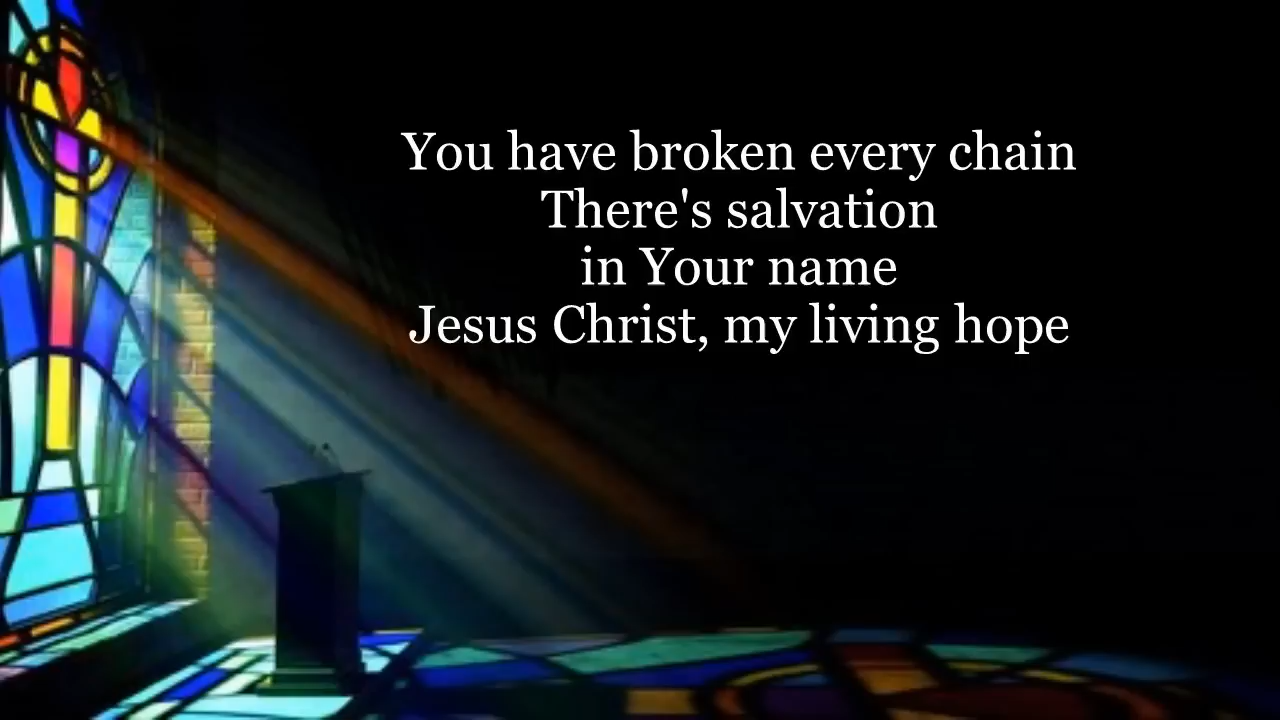 You have broken every chain
There's salvation
in Your name
Jesus Christ, my living hope